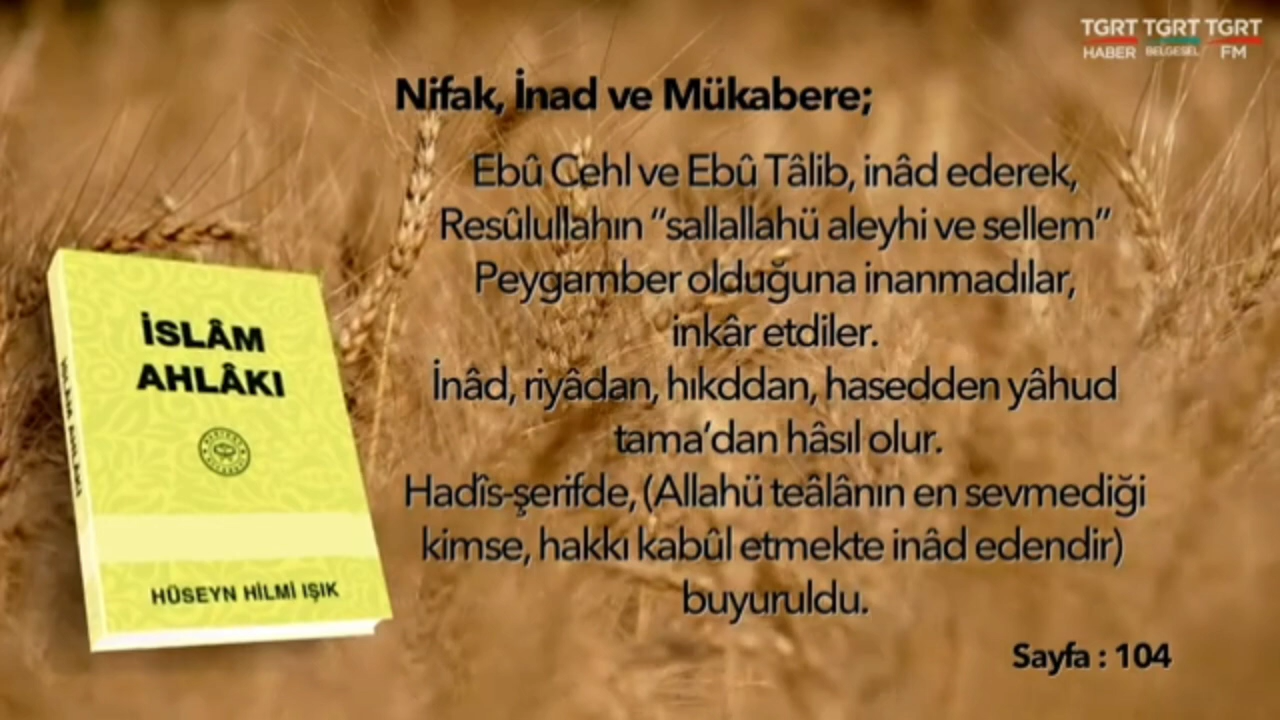 TGRT TGRT TGRT
HABER BELGESEL FM
Nifak, İnad ve Mükabere;
Ebû Cehl ve Ebû Tâlib, inâd ederek,
Resûlullahın “sallallahü aleyhi ve sellem”
Peygamber olduğuna inanmadılar,
inkâr etdiler.
İnâd, riyâdan, hıkddan, hasedden yâhud
tama’dan hâsıl olur.
Hadîs-şerifde, (Allahü teâlânın en sevmediği
kimse, hakkı kabûl etmekte inâd edendir)
buyuruldu.
Sayfa : 104
İSLÂM
AHLÂKI
HÜSEYN HİLMİ IŞIK
İSLÂM AHLÂKI